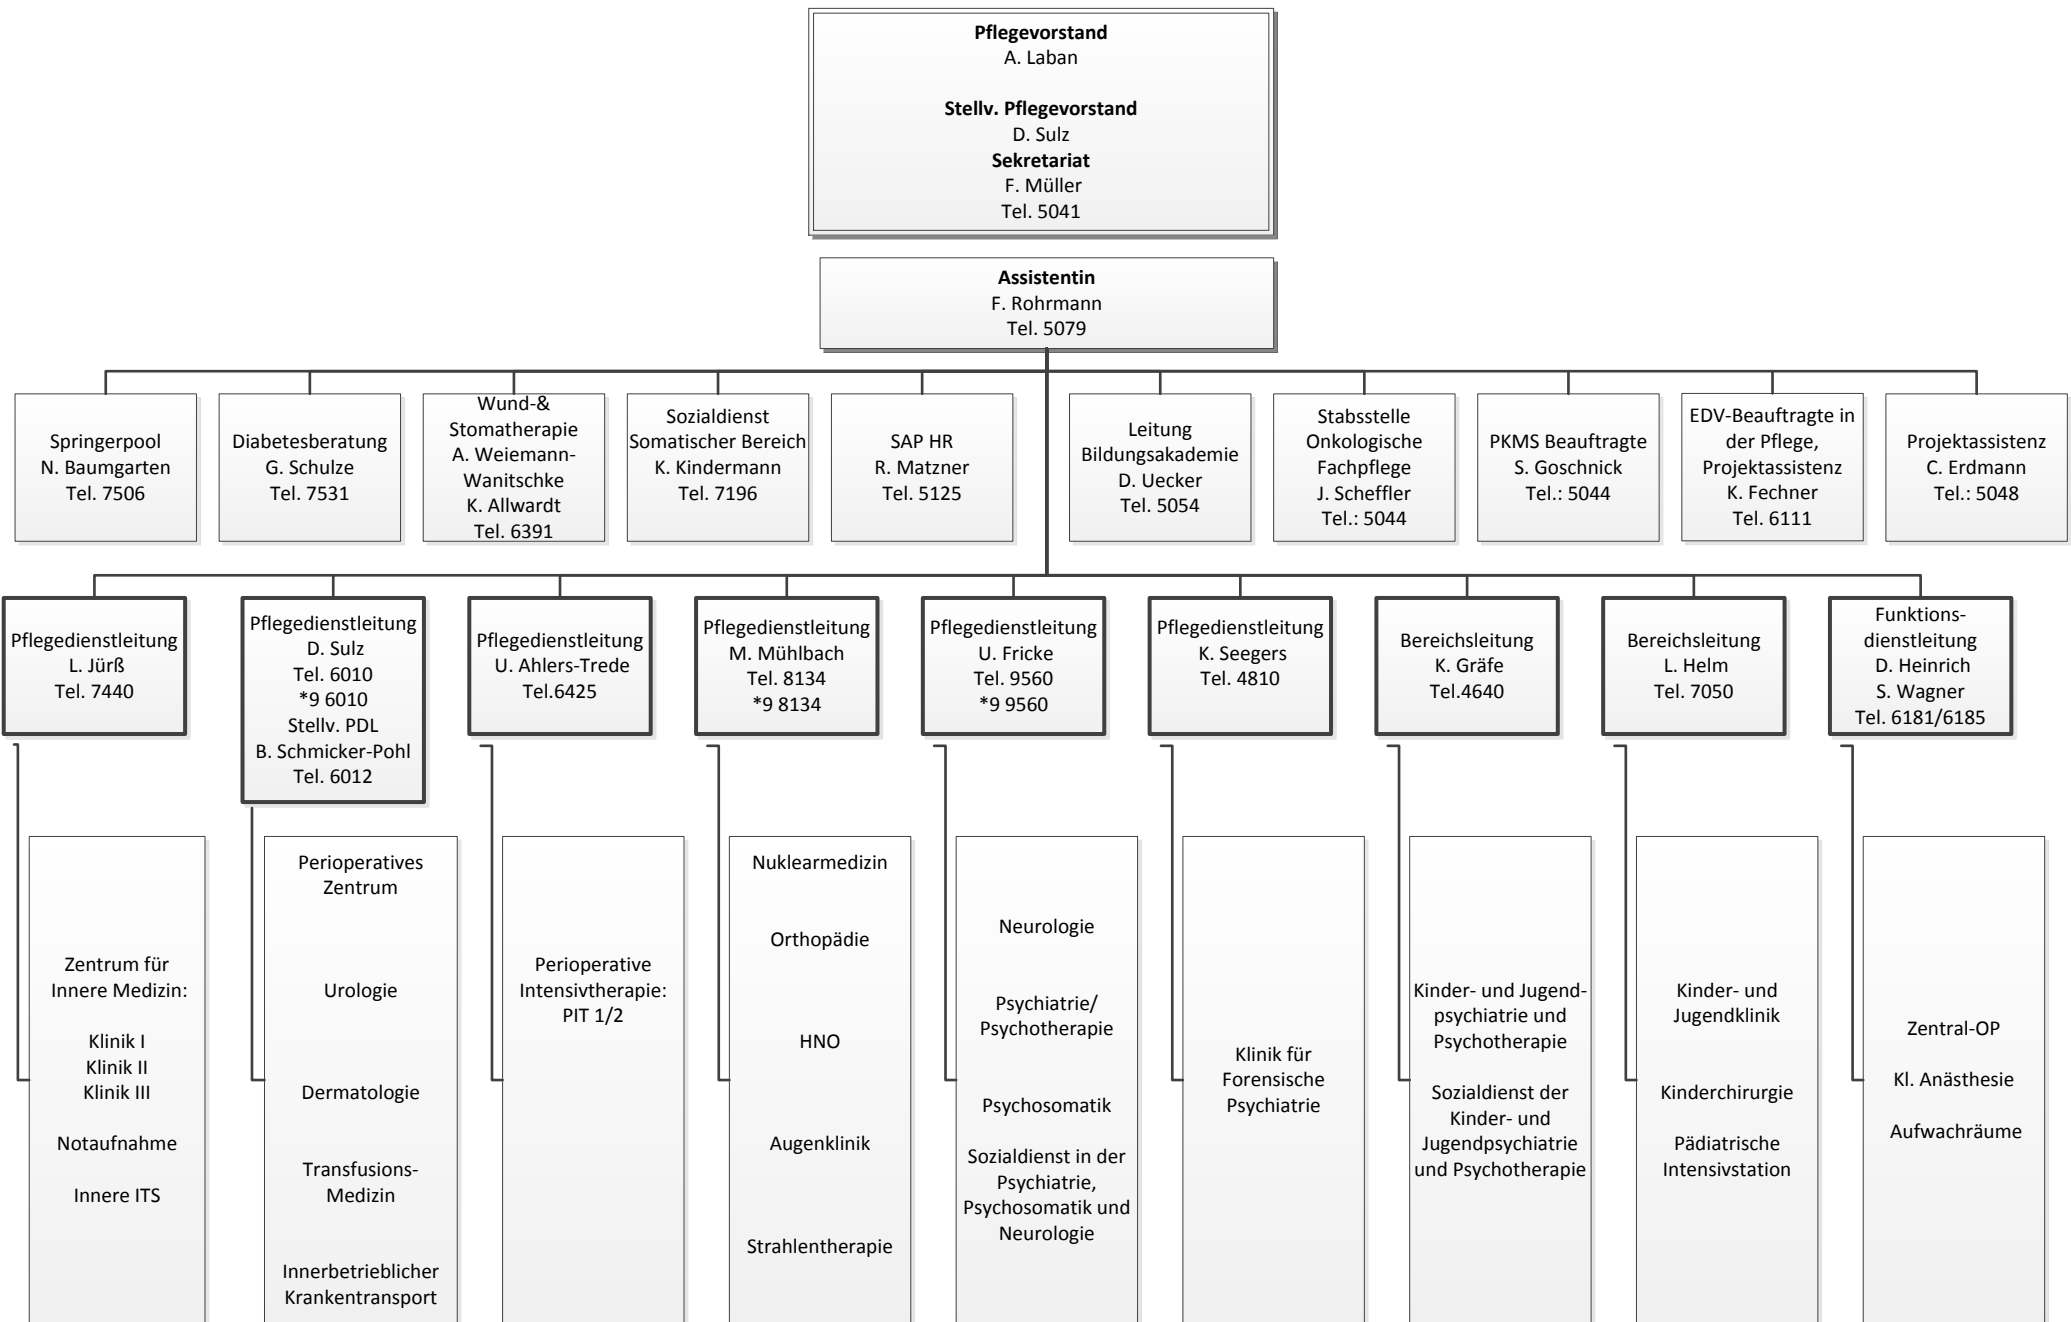 Pflegevorstand
A. Laban
Stellv. Pflegevorstand
D. Sulz
Sekretariat
F. Müller
Tel. 5041
Assistentin
F. Rohrmann
Tel. 5079
Springerpool
N. Baumgarten
Tel. 7506
Diabetesberatung
G. Schulze
Tel. 7531
Wund-&
Stomatherapie
A. Weiemann-
Wanitschke
K. Allwardt
Tel. 6391
Sozialdienst
Somatischer Bereich
K. Kindermann
Tel. 7196
SAP HR
R. Matzner
Tel. 5125
Leitung
Bildungsakademie
D. Uecker
Tel. 5054
Stabsstelle
Onkologische
Fachpflege
J. Scheffler
Tel.: 5044
PKMS Beauftragte
S. Goschnick
Tel.: 5044
EDV-Beauftragte in
der Pflege,
Projektassistenz
K. Fechner
Tel. 6111
Projektassistenz
C. Erdmann
Tel.: 5048
Pflegedienstleitung
L. Jürß
Tel. 7440
Pflegedienstleitung
D. Sulz
Tel. 6010
*9 6010
Stellv. PDL
B. Schmicker-Pohl
Tel. 6012
Pflegedienstleitung
U. Ahlers-Trede
Tel.6425
Pflegedienstleitung
M. Mühlbach
Tel. 8134
*9 8134
Pflegedienstleitung
U. Fricke
Tel. 9560
*9 9560
Pflegedienstleitung
K. Seegers
Tel. 4810
Bereichsleitung
K. Gräfe
Tel.4640
Bereichsleitung
L. Helm
Tel. 7050
Funktions-
dienstleitung
D. Heinrich
S. Wagner
Tel. 6181/6185
Zentrum für
Innere Medizin:
Klinik I
Klinik II
Klinik III
Notaufnahme
Innere ITS
Perioperatives
Zentrum
Urologie
Dermatologie
Transfusions-
Medizin
Innerbetrieblicher
Krankentransport
Perioperative
Intensivtherapie:
PIT 1/2
Nuklearmedizin
Orthopädie
HNO
Augenklinik
Strahlentherapie
Neurologie
Psychiatrie/
Psychotherapie
Psychosomatik
Sozialdienst in der
Psychiatrie,
Psychosomatik und
Neurologie
Klinik für
Forensische
Psychiatrie
Kinder- und Jugend-
psychiatrie und
Psychotherapie
Sozialdienst der
Kinder- und
Jugendpsychiatrie
und Psychotherapie
Kinder- und
Jugendklinik
Kinderchirurgie
Pädiatrische
Intensivstation
Zentral-OP
Kl. Anästhesie
Aufwachräume